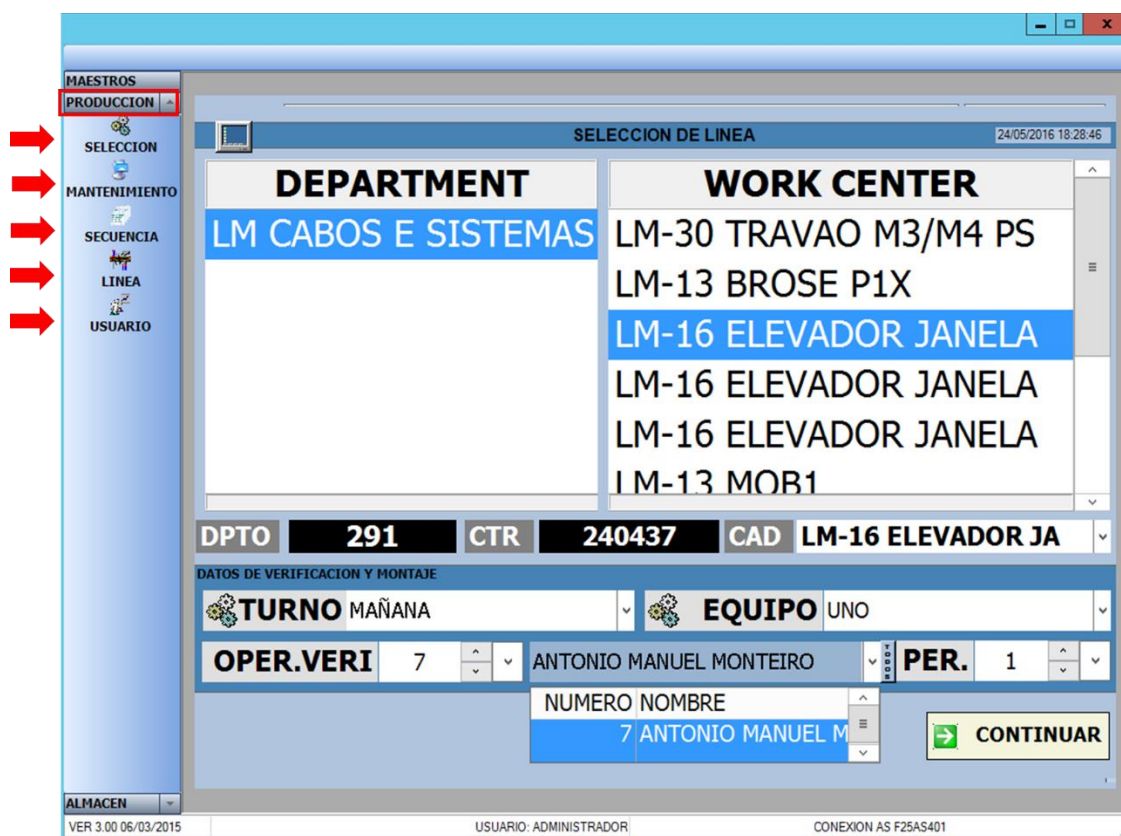 MAESTROS
PRODUCCION
SELECCION
MANTENIMIENTO
SECUENCIA
LINEA
USUARIO
ALMACEN
SELECCION DE LINEA
24/05/2016 18:28:46
DEPARTMENT
LM CABOS E SISTEMAS
WORK CENTER
LM-30 TRAVAO M3/M4 PS
LM-13 BROSE P1X
LM-16 ELEVADOR JANELA
LM-16 ELEVADOR JANELA
LM-16 ELEVADOR JANELA
LM-13 MOB1
DPTO 291 CTR 240437 CAD LM-16 ELEVADOR JA
DATOS DE VERIFICACION Y MONTAJE
TURNO MAÑANA EQUIPO UNO
OPER.VERI 7 ANTONIO MANUEL MONTEIRO TODOS PER. 1
NUMERO NOMBRE
7 ANTONIO MANUEL M
CONTINUAR
VER 3.00 06/03/2015 USUARIO: ADMINISTRADOR CONEXION AS F25AS401